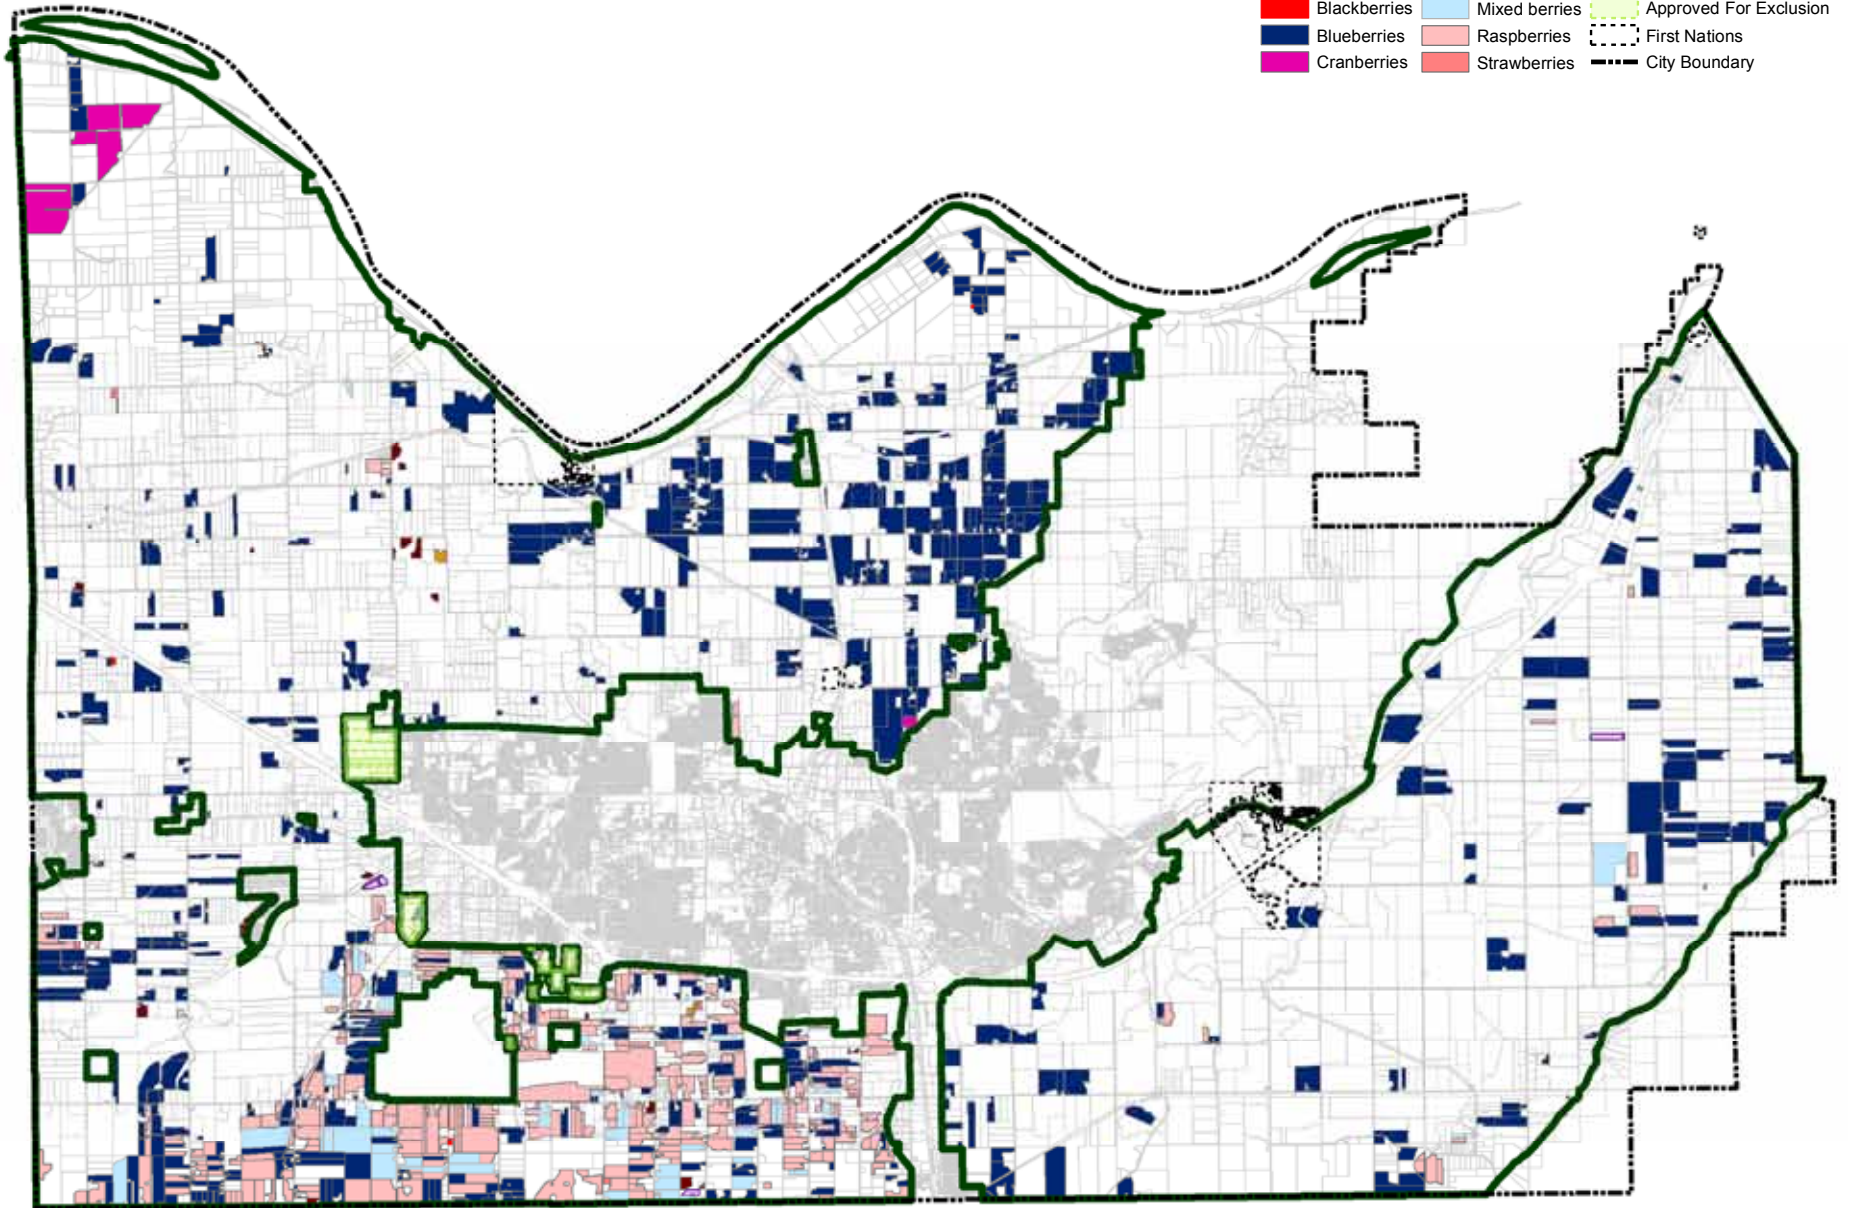 Blackberries Mixed berries Approved For Exclusion
Blueberries Raspberries First Nations
Cranberries Strawberries City Boundary